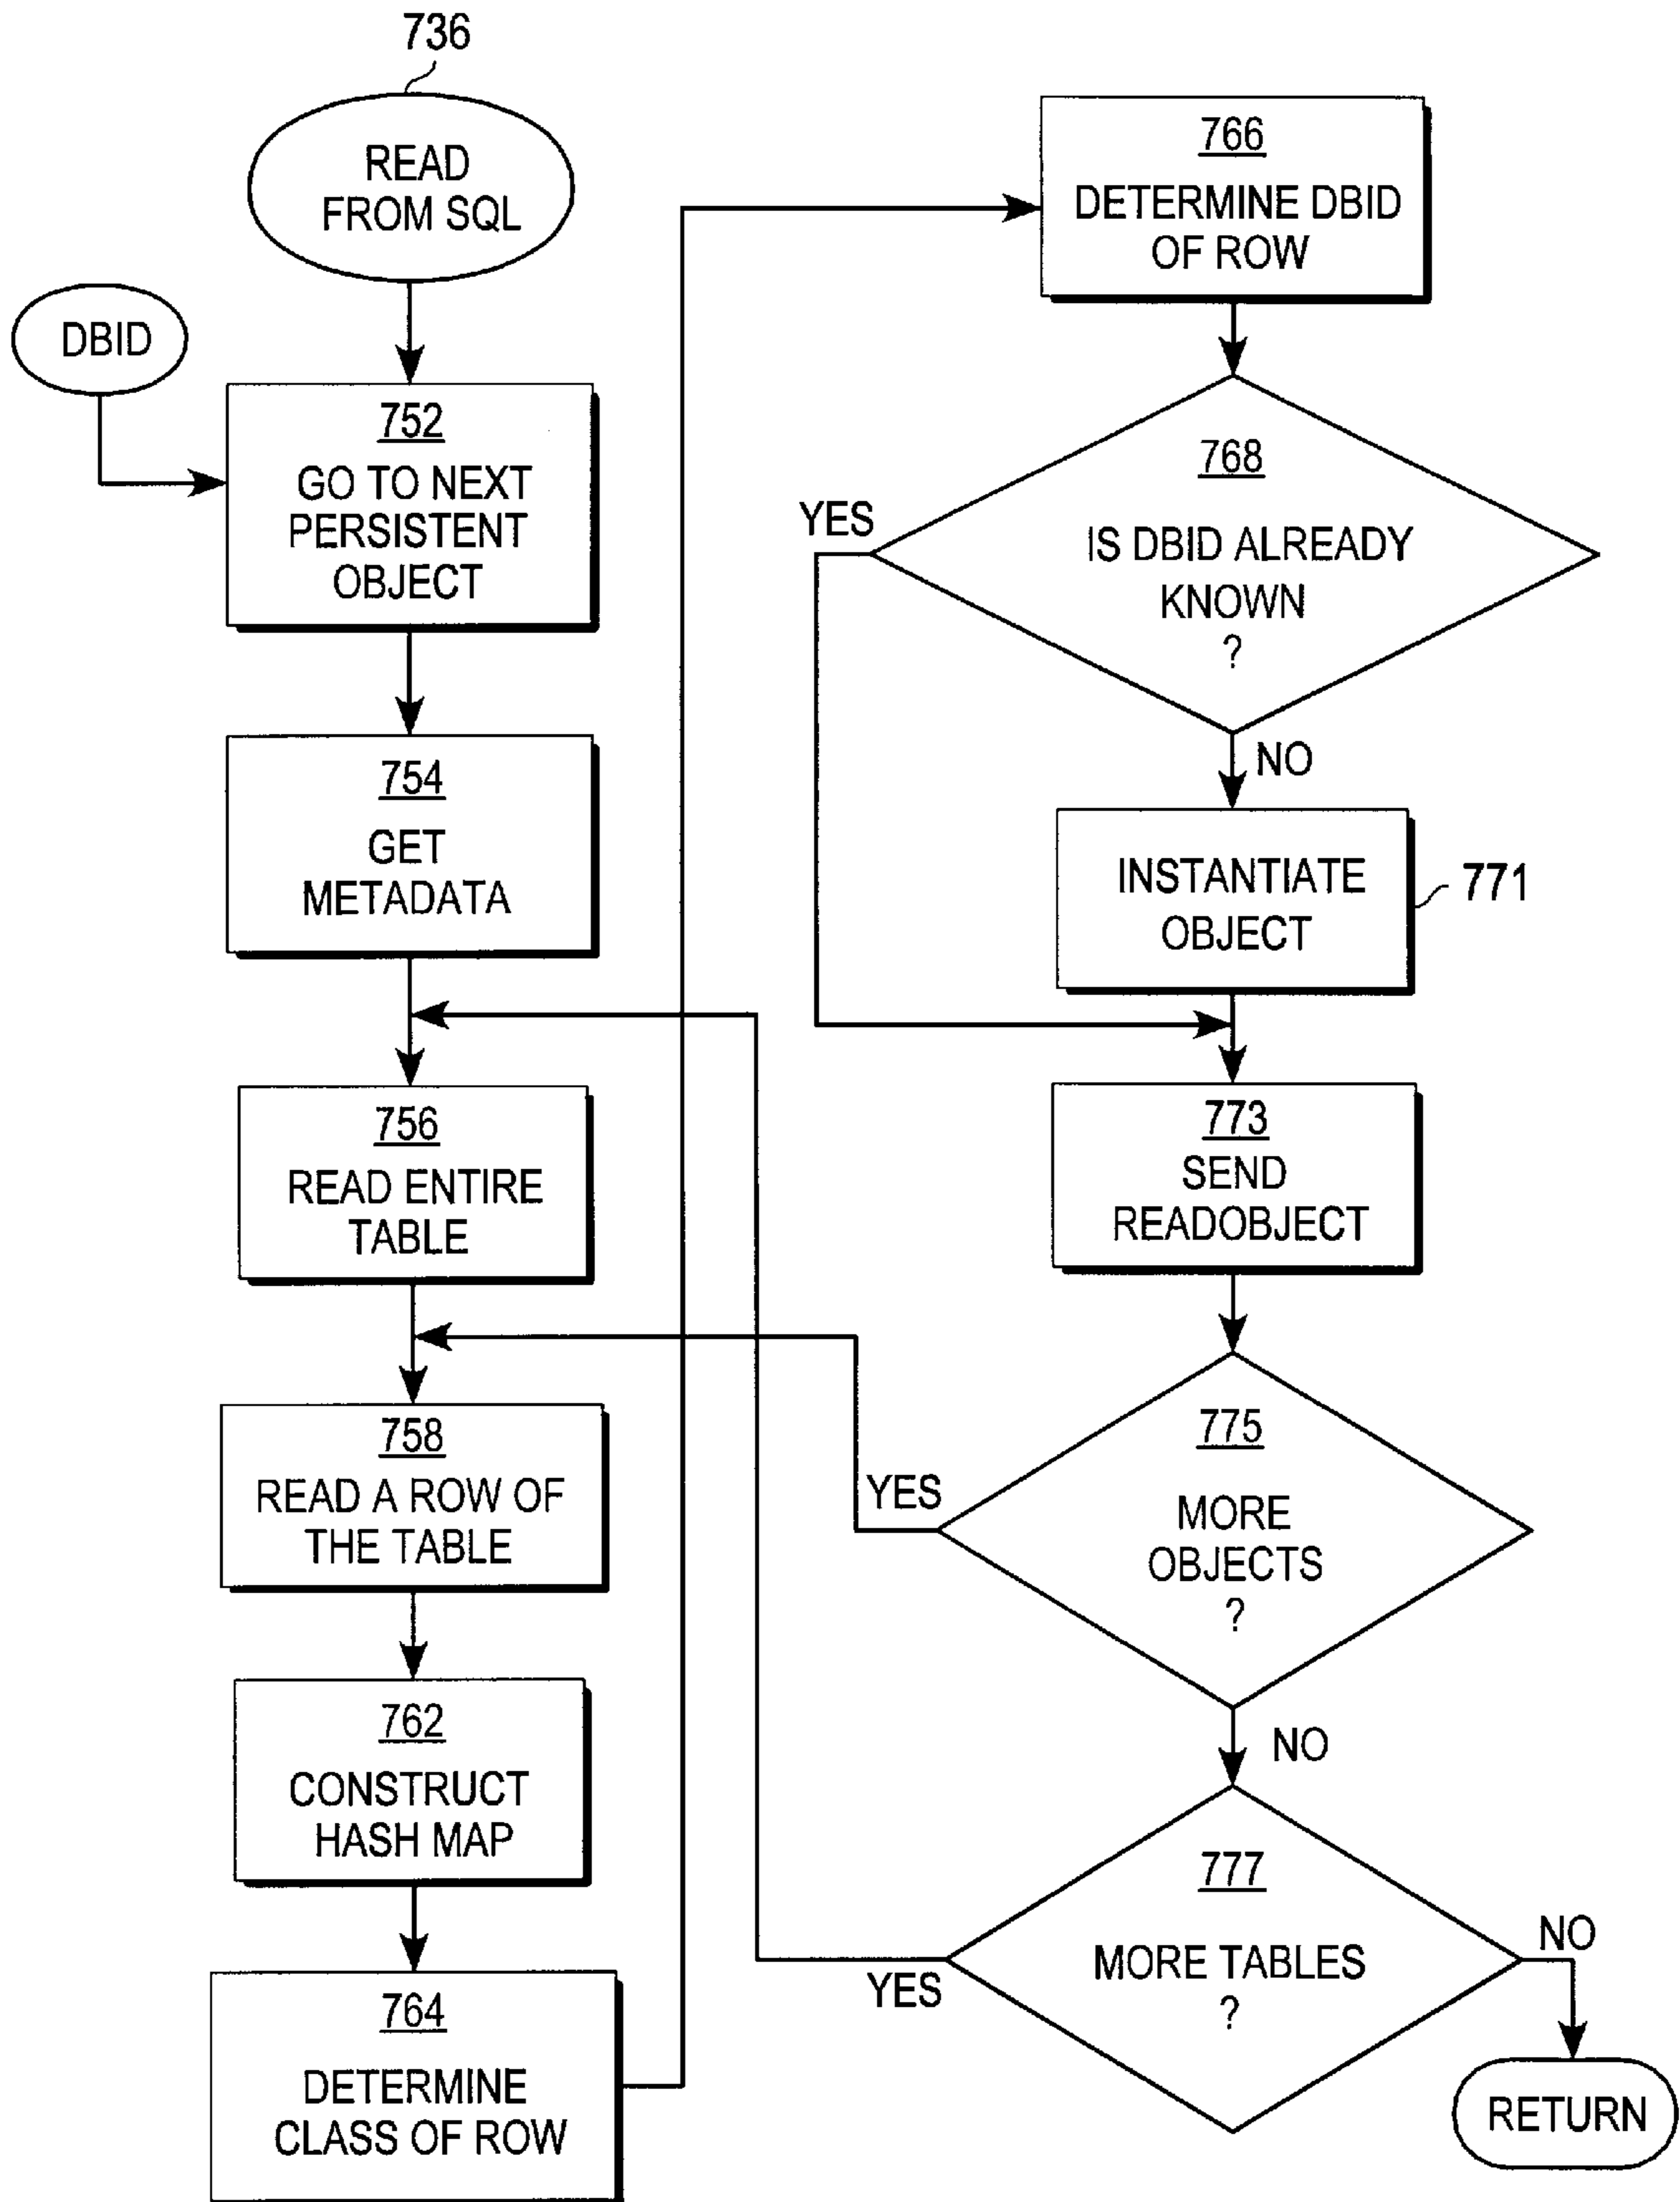 736
READ
FROM SQL
DBID
752
GO TO NEXT
PERSISTENT
OBJECT
754
GET
METADATA
756
READ ENTIRE
TABLE
758
READ A ROW OF
THE TABLE
762
CONSTRUCT
HASH MAP
764
DETERMINE
CLASS OF ROW
766
DETERMINE DBID
OF ROW
768
YES
IS DBID ALREADY
KNOWN
?
NO
INSTANTIATE
OBJECT
771
773
SEND
READOBJECT
775
YES
MORE
OBJECTS
?
NO
777
NO
MORE TABLES
YES
?
RETURN